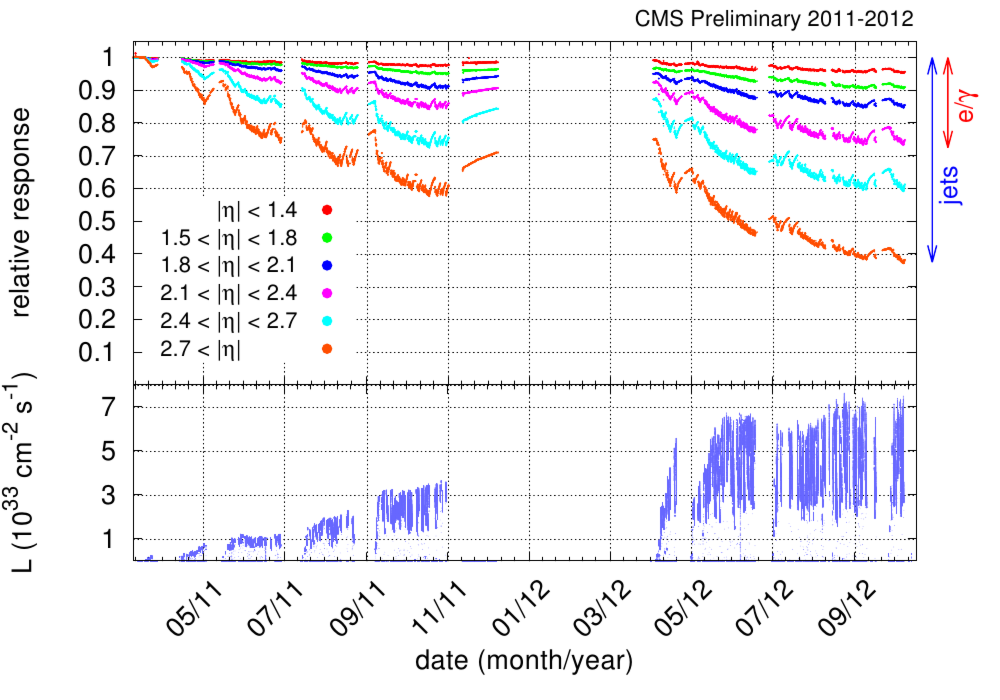 CMS Preliminary 2011-2012
relative response
1
0.9
0.8
0.7
0.6
0.5
0.4
0.3
0.2
0.1
|η| < 1.4
1.5 < |η| < 1.8
1.8 < |η| < 2.1
2.1 < |η| < 2.4
2.4 < |η| < 2.7
2.7 < |η|
e/γ
jets
L (10³³ cm⁻² s⁻¹)
7
5
3
1
05/11
07/11
09/11
11/11
01/12
03/12
05/12
07/12
09/12
date (month/year)